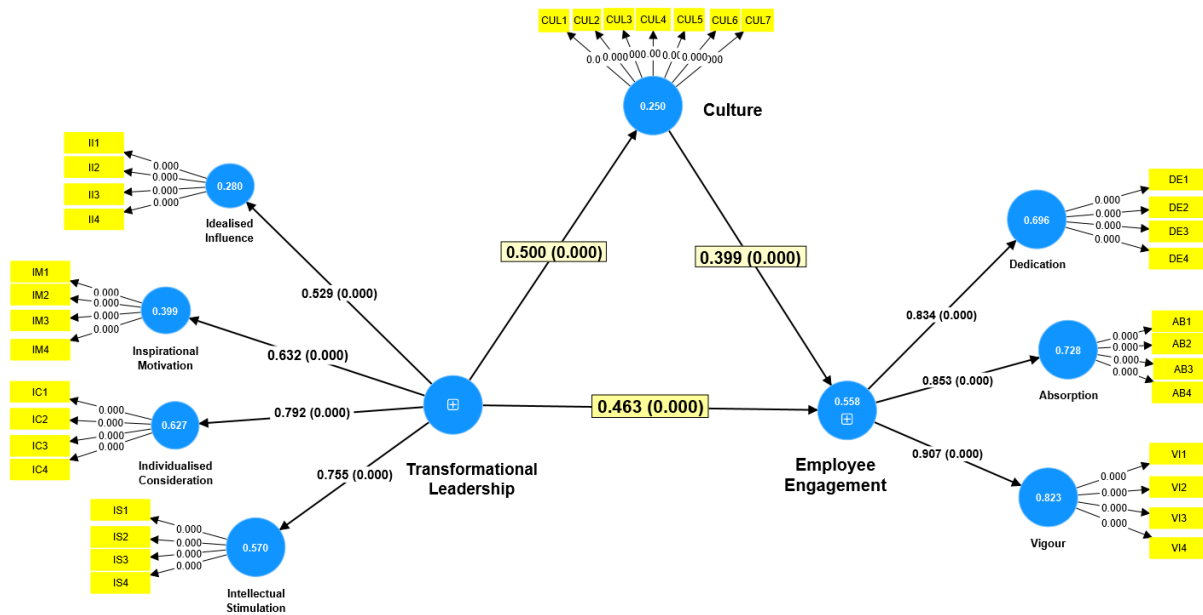 CUL1 CUL2 CUL3 CUL4 CUL5 CUL6 CUL7
0.000 0.000
0.250
Culture
II1
II2
II3
II4
0.000
0.000
0.000
0.000
0.280
Idealised
Influence
IM1
IM2
IM3
IM4
0.000
0.000
0.000
0.000
0.399
Inspirational
Motivation
IC1
IC2
IC3
IC4
0.000
0.000
0.000
0.000
0.627
Individualised
Consideration
IS1
IS2
IS3
IS4
0.000
0.000
0.000
0.000
0.570
Intellectual
Stimulation
0.529 (0.000)
0.632 (0.000)
0.792 (0.000)
0.755 (0.000)
0.500 (0.000)
0.399 (0.000)
0.463 (0.000)
Transformational
Leadership
0.558
Employee
Engagement
0.834 (0.000)
0.853 (0.000)
0.907 (0.000)
0.696
Dedication
0.000
0.000
0.000
0.000
DE1
DE2
DE3
DE4
0.728
Absorption
0.000
0.000
0.000
0.000
AB1
AB2
AB3
AB4
0.823
Vigour
0.000
0.000
0.000
0.000
VI1
VI2
VI3
VI4